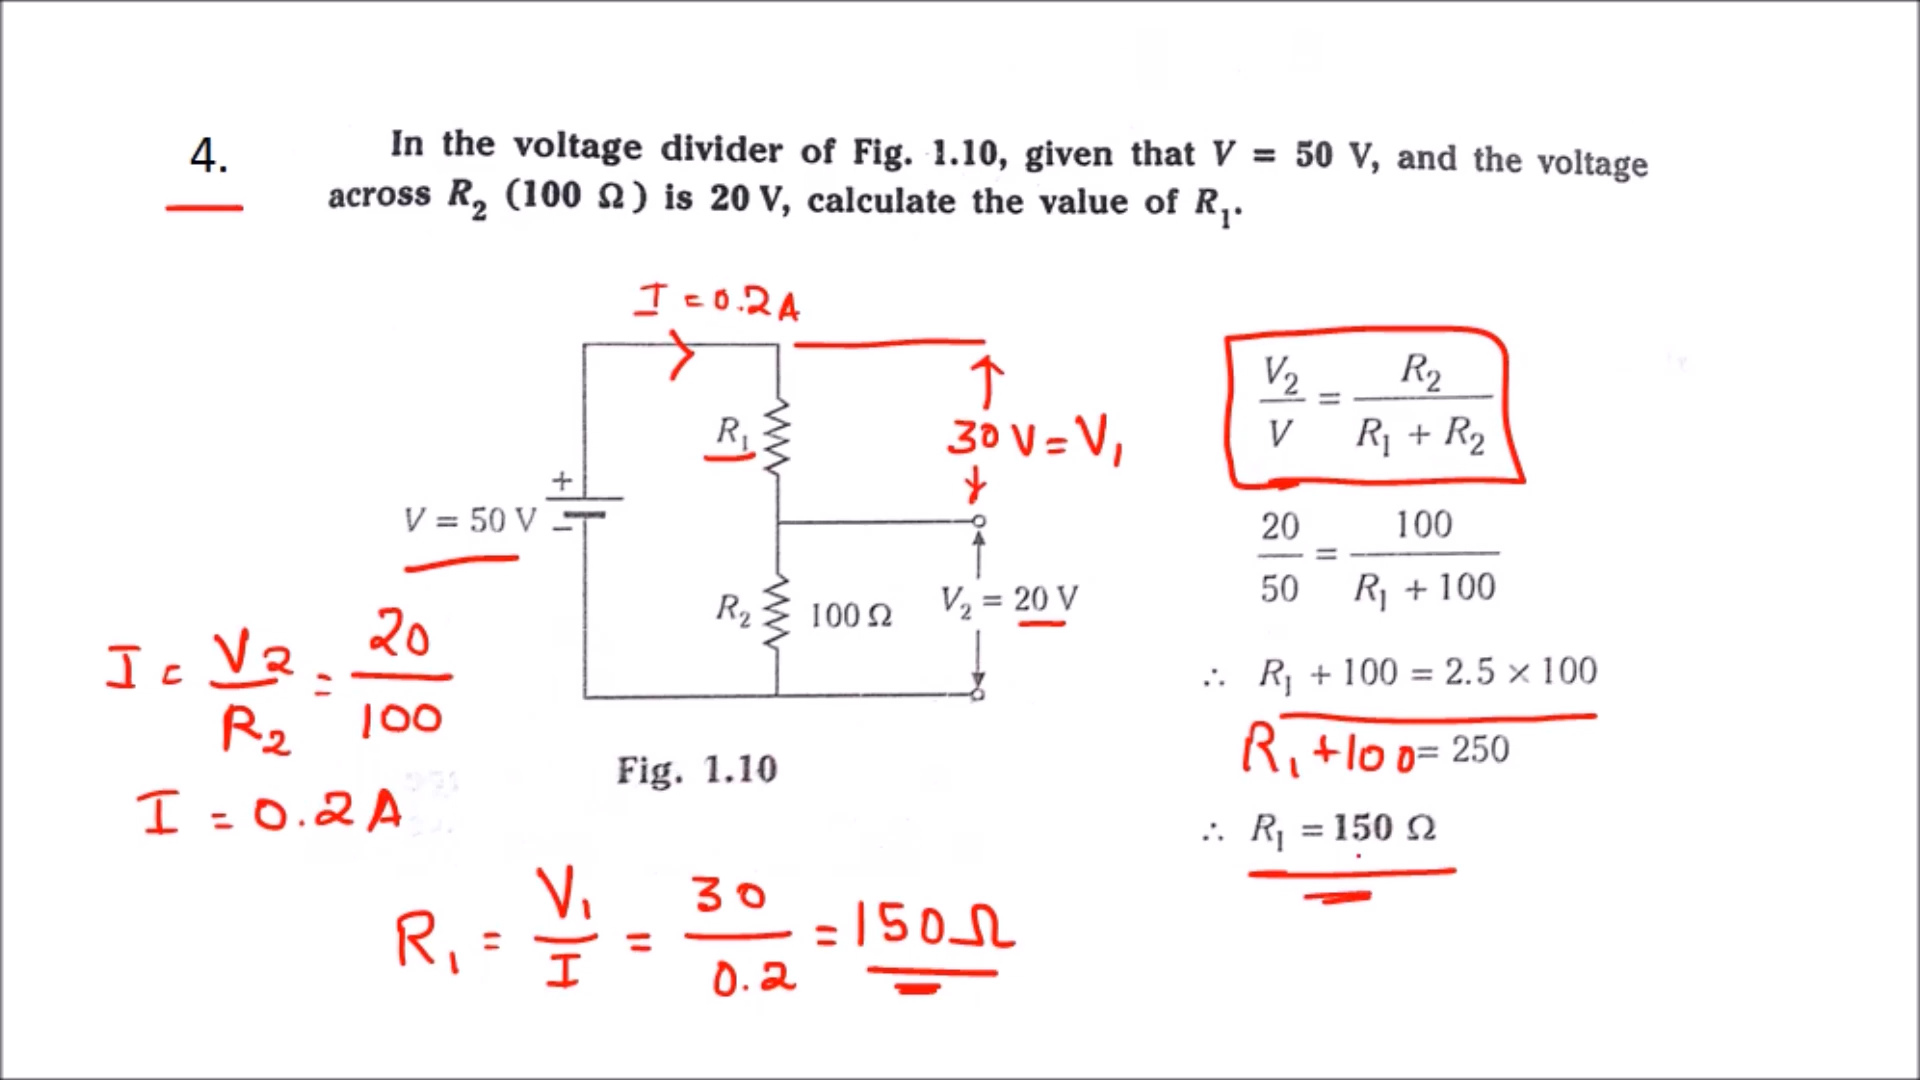 4.
In the voltage divider of Fig. 1.10, given that V = 50 V, and the voltage
across R₂ (100 Ω) is 20 V, calculate the value of R₁.
I = 0.2 A
R₁
30 V = V₁
+
V = 50 V
−
R₂
100 Ω
V₂ = 20 V
Fig. 1.10
I = V₂/R₂ = 20/100
I = 0.2 A
R₁ = V₁/I = 30/0.2 = 150 Ω
V₂/V = R₂/(R₁ + R₂)
20/50 = 100/(R₁ + 100)
∴ R₁ + 100 = 2.5 × 100
R₁ + 100 = 250
∴ R₁ = 150 Ω